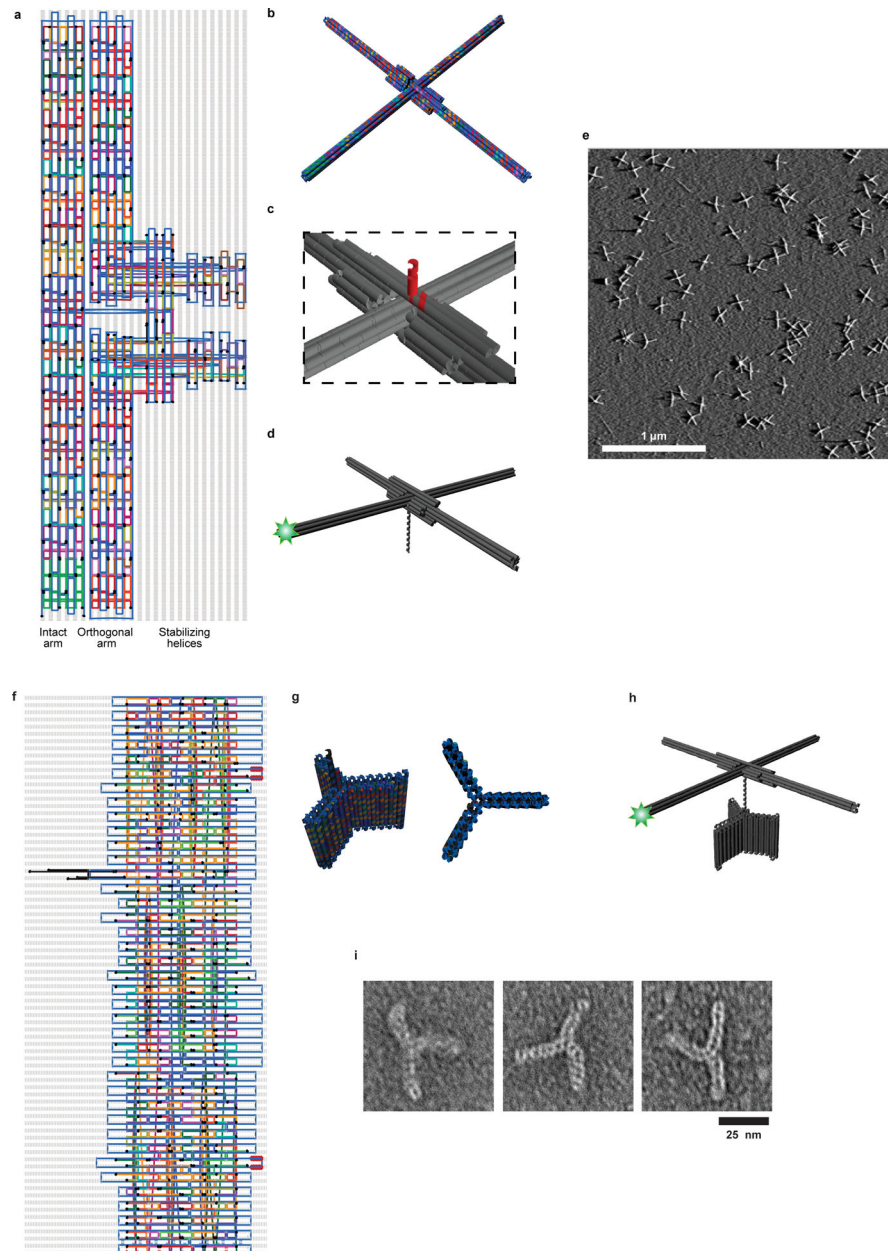 a
b
c
d
e
1 µm
Intact arm
Orthogonal arm
Stabilizing helices
f
g
h
i
25 nm